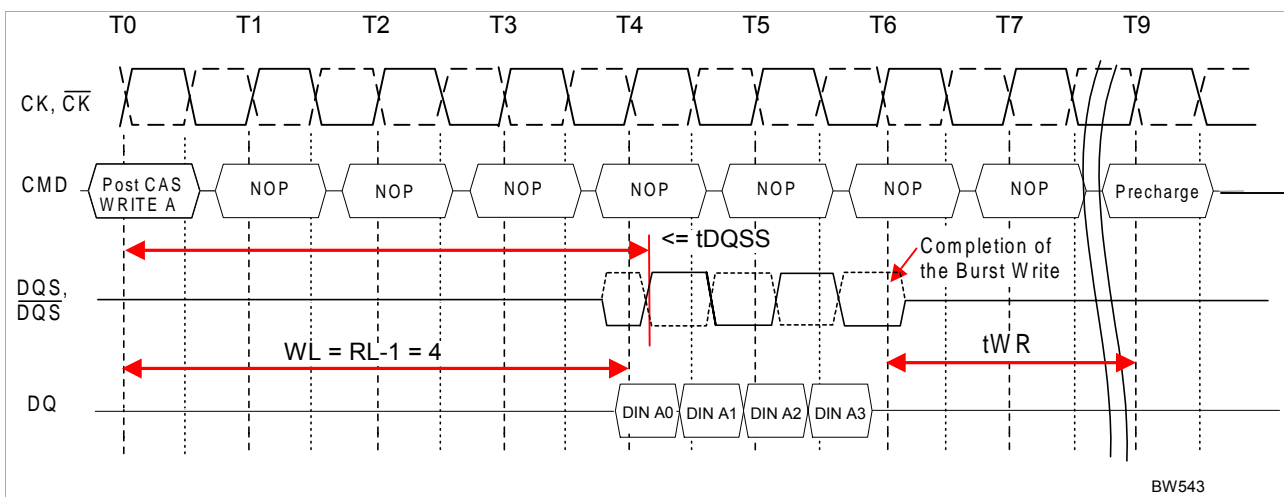 T0 T1 T2 T3 T4 T5 T6 T7 T9
CK, C̅K̅
CMD
Post CAS
WRITE A
NOP NOP NOP NOP NOP NOP NOP Precharge
<= tDQSS
Completion of
the Burst Write
DQS,
D̅Q̅S̅
WL = RL-1 = 4
tWR
DQ
DIN A0 DIN A1 DIN A2 DIN A3
BW543